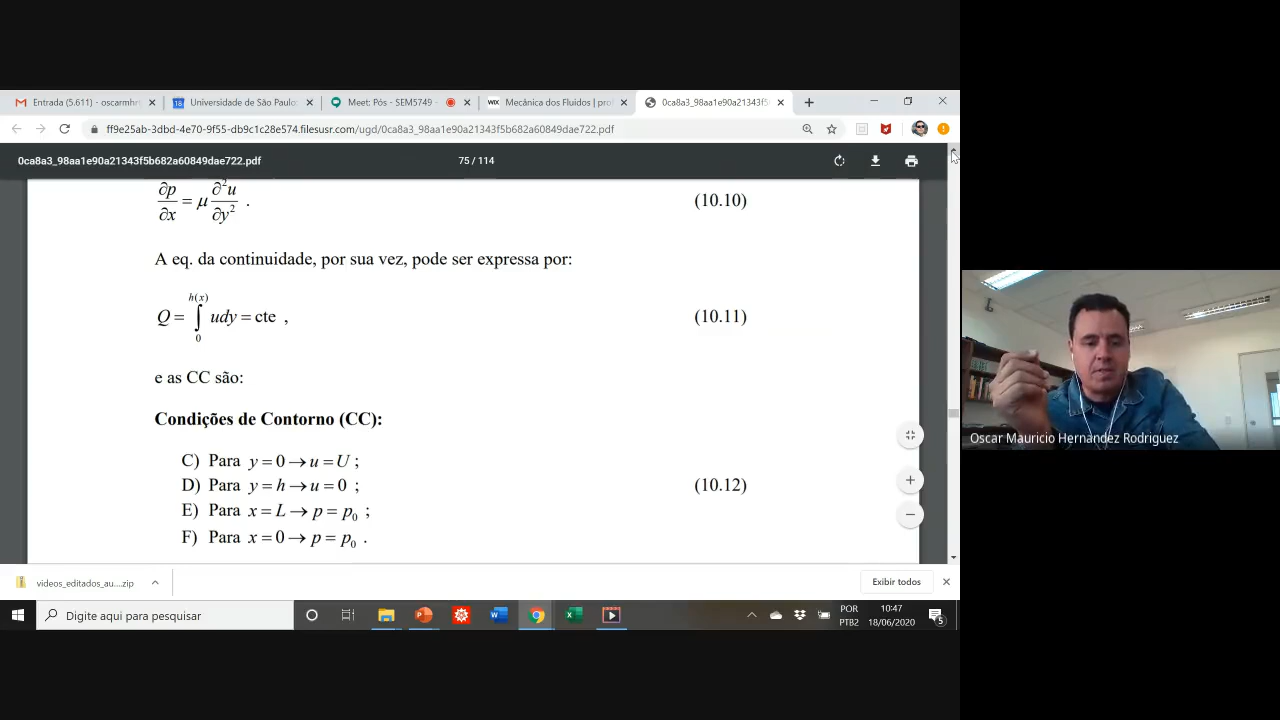 Entrada (5.611) - oscarmhr
Universidade de São Paulo:
Meet: Pós - SEM5749 -
Mecânica dos Fluidos | prof
0ca8a3_98aa1e90a21343f5
ff9e25ab-3dbd-4e70-9f65-db9c1c28e574.filesusr.com/ugd/0ca8a3_98aa1e90a21343f5b682a60849dae722.pdf
0ca8a3_98aa1e90a21343f5b682a60849dae722.pdf 75 / 114
∂p/∂x = μ ∂²u/∂y² . (10.10)
A eq. da continuidade, por sua vez, pode ser expressa por:
Q = ∫₀^h(x) udy = cte , (10.11)
e as CC são:
Condições de Contorno (CC):
C) Para y = 0 → u = U ;
D) Para y = h → u = 0 ; (10.12)
E) Para x = L → p = p₀ ;
F) Para x = 0 → p = p₀ .
Oscar Mauricio Hernandez Rodriguez
videos_editados_au....zip
Exibir todos
Digite aqui para pesquisar
POR 10:47
PTB2 18/06/2020
5